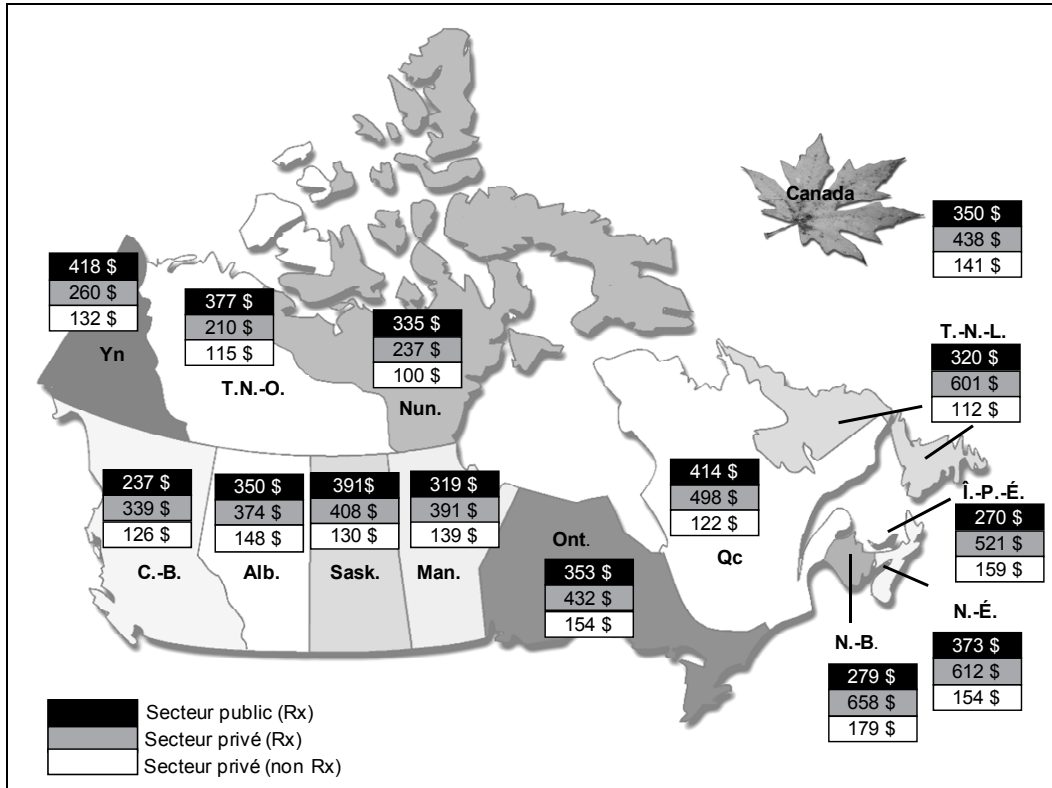 Canada
350 $
438 $
141 $
418 $
260 $
132 $
Yn
377 $
210 $
115 $
T.N.-O.
335 $
237 $
100 $
Nun.
T.-N.-L.
320 $
601 $
112 $
237 $
339 $
126 $
C.-B.
350 $
374 $
148 $
Alb.
391$
408 $
130 $
Sask.
319 $
391 $
139 $
Man.
Ont.
353 $
432 $
154 $
414 $
498 $
122 $
Qc
Î.-P.-É.
270 $
521 $
159 $
N.-É.
373 $
612 $
154 $
N.-B.
279 $
658 $
179 $
Secteur public (Rx)
Secteur privé (Rx)
Secteur privé (non Rx)